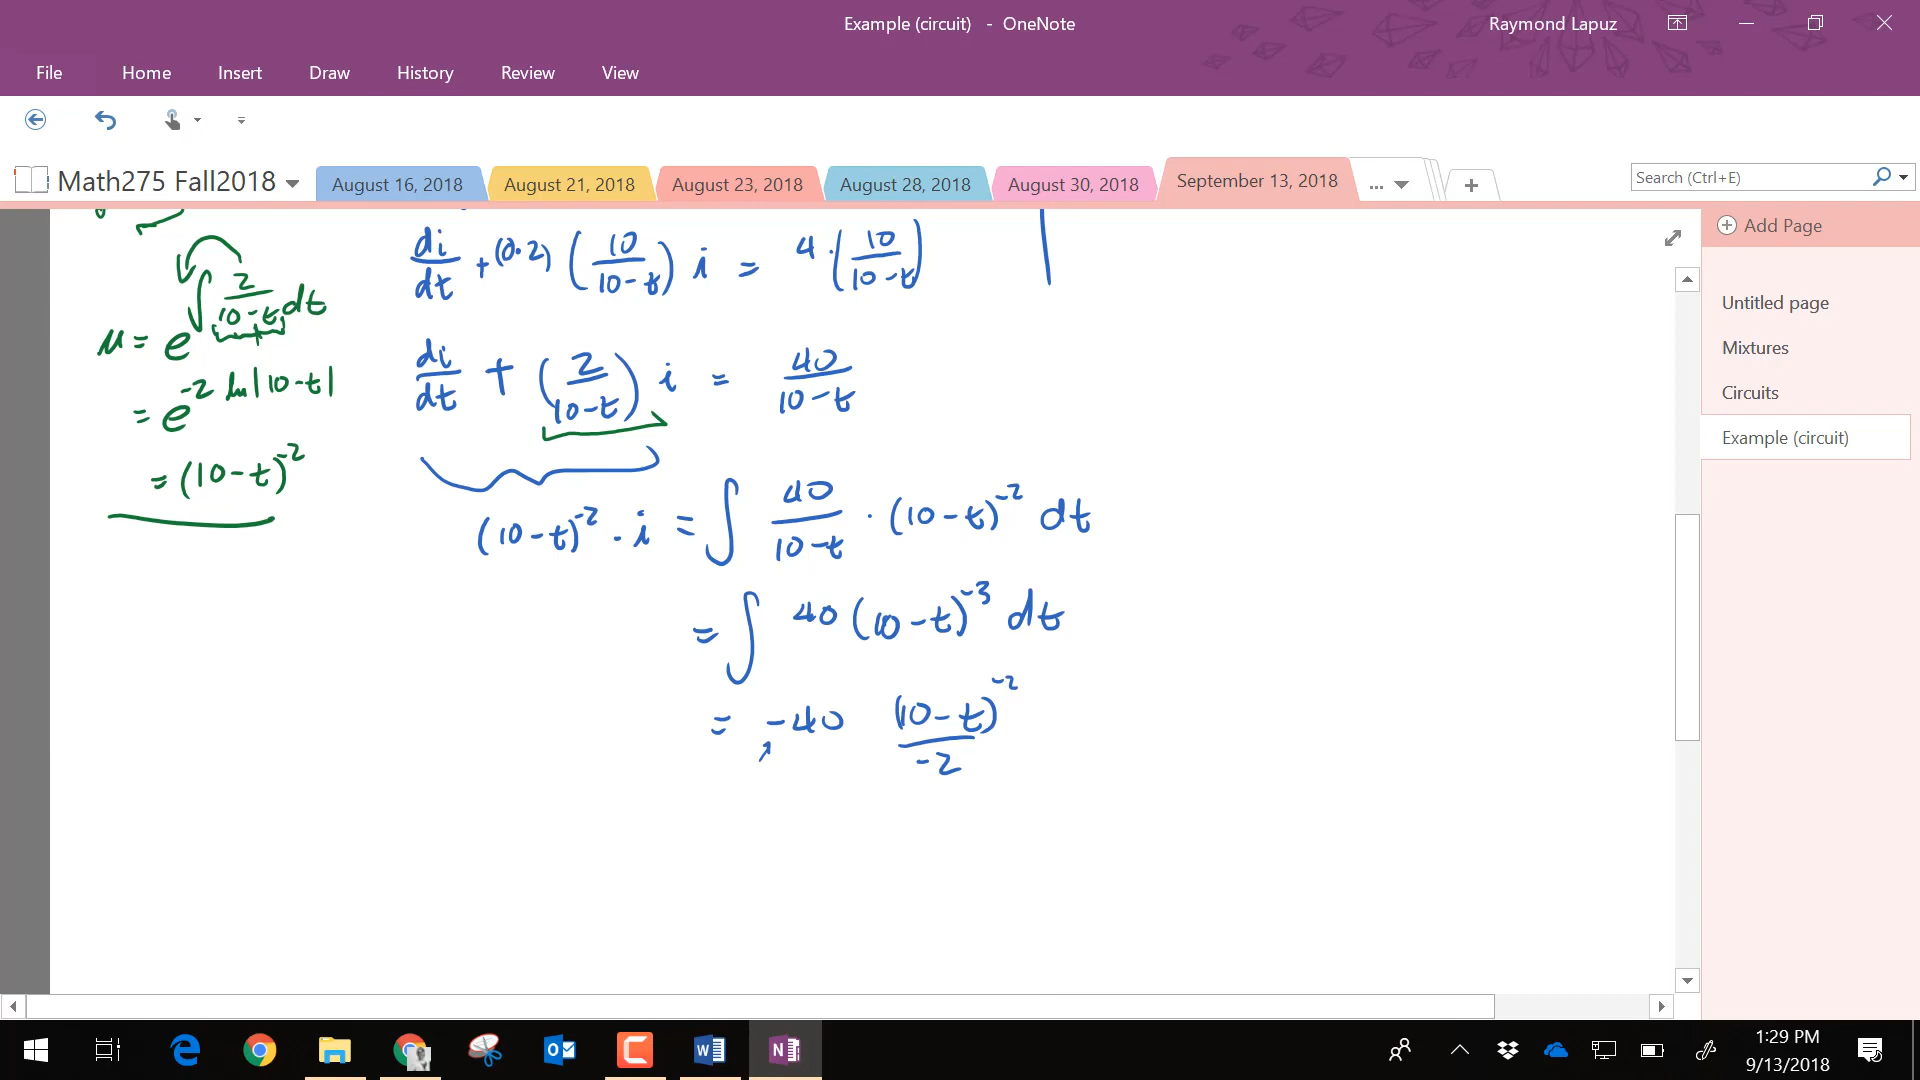 Example (circuit) - OneNote
Raymond Lapuz
File Home Insert Draw History Review View
Math275 Fall2018
August 16, 2018
August 21, 2018
August 23, 2018
August 28, 2018
August 30, 2018
September 13, 2018
...
Search (Ctrl+E)
Add Page
Untitled page
Mixtures
Circuits
Example (circuit)
μ = e^∫ 2/(10-t) dt
= e^-2 ln|10-t|
= (10-t)^-2
di/dt + (0.2) (10/(10-t)) i = 4 · (10/(10-t))
di/dt + (2/(10-t)) i = 40/(10-t)
(10-t)^-2 · i = ∫ 40/(10-t) · (10-t)^-2 dt
= ∫ 40 (10-t)^-3 dt
= -40 (10-t)^-2/-2
1:29 PM
9/13/2018